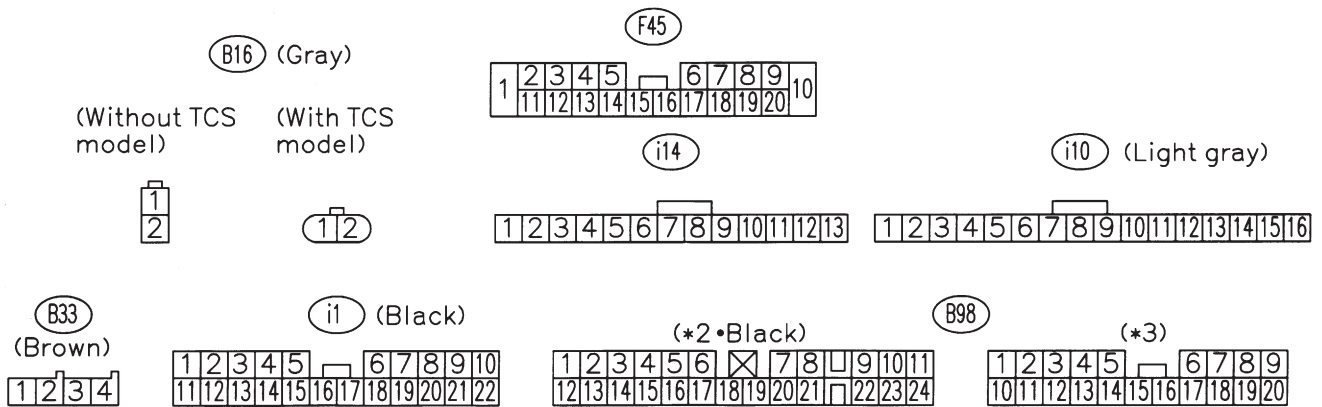 F45
B16 (Gray)
1 2 3 4 5 6 7 8 9 10
11 12 13 14 15 16 17 18 19 20
(Without TCS model)
(With TCS model)
i14
i10 (Light gray)
1
2
1 2
1 2 3 4 5 6 7 8 9 10 11 12 13
1 2 3 4 5 6 7 8 9 10 11 12 13 14 15 16
B33
(Brown)
1 2 3 4
i1 (Black)
1 2 3 4 5 6 7 8 9 10
11 12 13 14 15 16 17 18 19 20 21 22
B98
(*2•Black)
1 2 3 4 5 6 7 8 9 10 11
12 13 14 15 16 17 18 19 20 21 22 23 24
(*3)
1 2 3 4 5 6 7 8 9
10 11 12 13 14 15 16 17 18 19 20